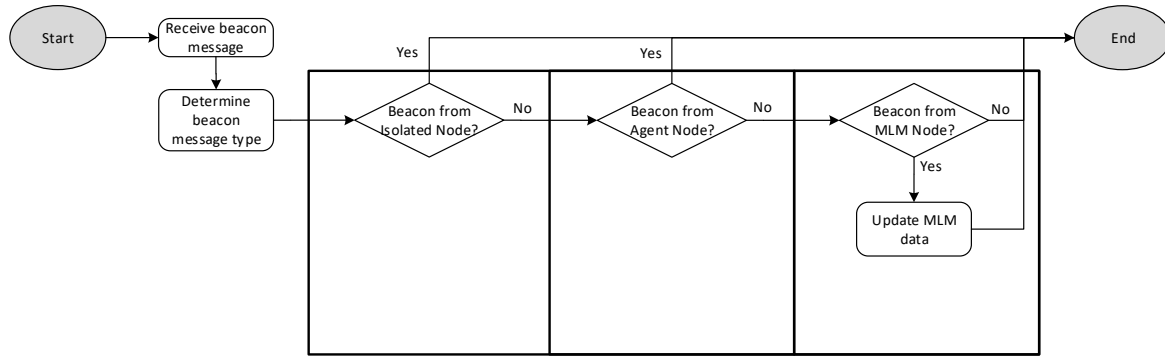 Start
Receive beacon
message
End
Yes
Yes
Determine
beacon
message type
Beacon from
Isolated Node?
No
Beacon from
Agent Node?
No
Beacon from
MLM Node?
No
Yes
Update MLM
data